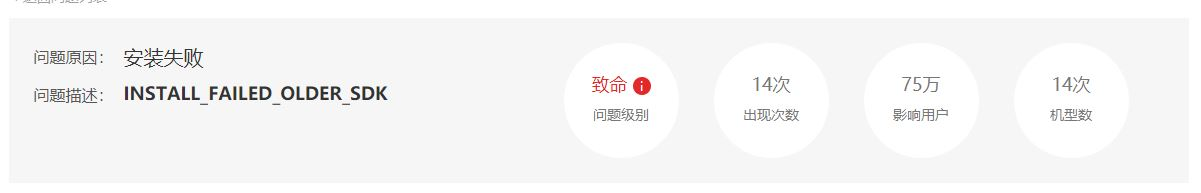 问题原因： 安装失败
问题描述： INSTALL_FAILED_OLDER_SDK
致命
问题级别
14次
出现次数
75万
影响用户
14次
机型数